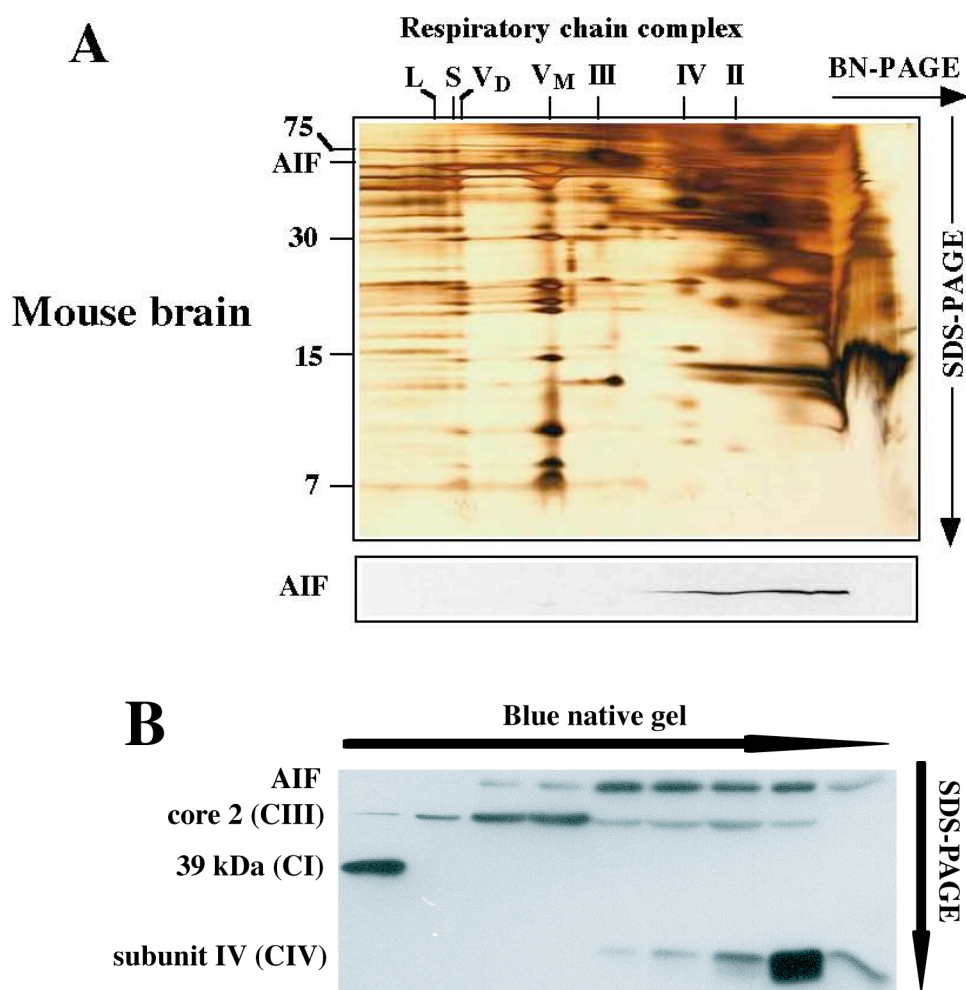 A
Respiratory chain complex
L S VD VM III IV II
BN-PAGE
75
AIF
30
Mouse brain
15
7
SDS-PAGE
AIF
B
Blue native gel
AIF
core 2 (CIII)
39 kDa (CI)
subunit IV (CIV)
SDS-PAGE